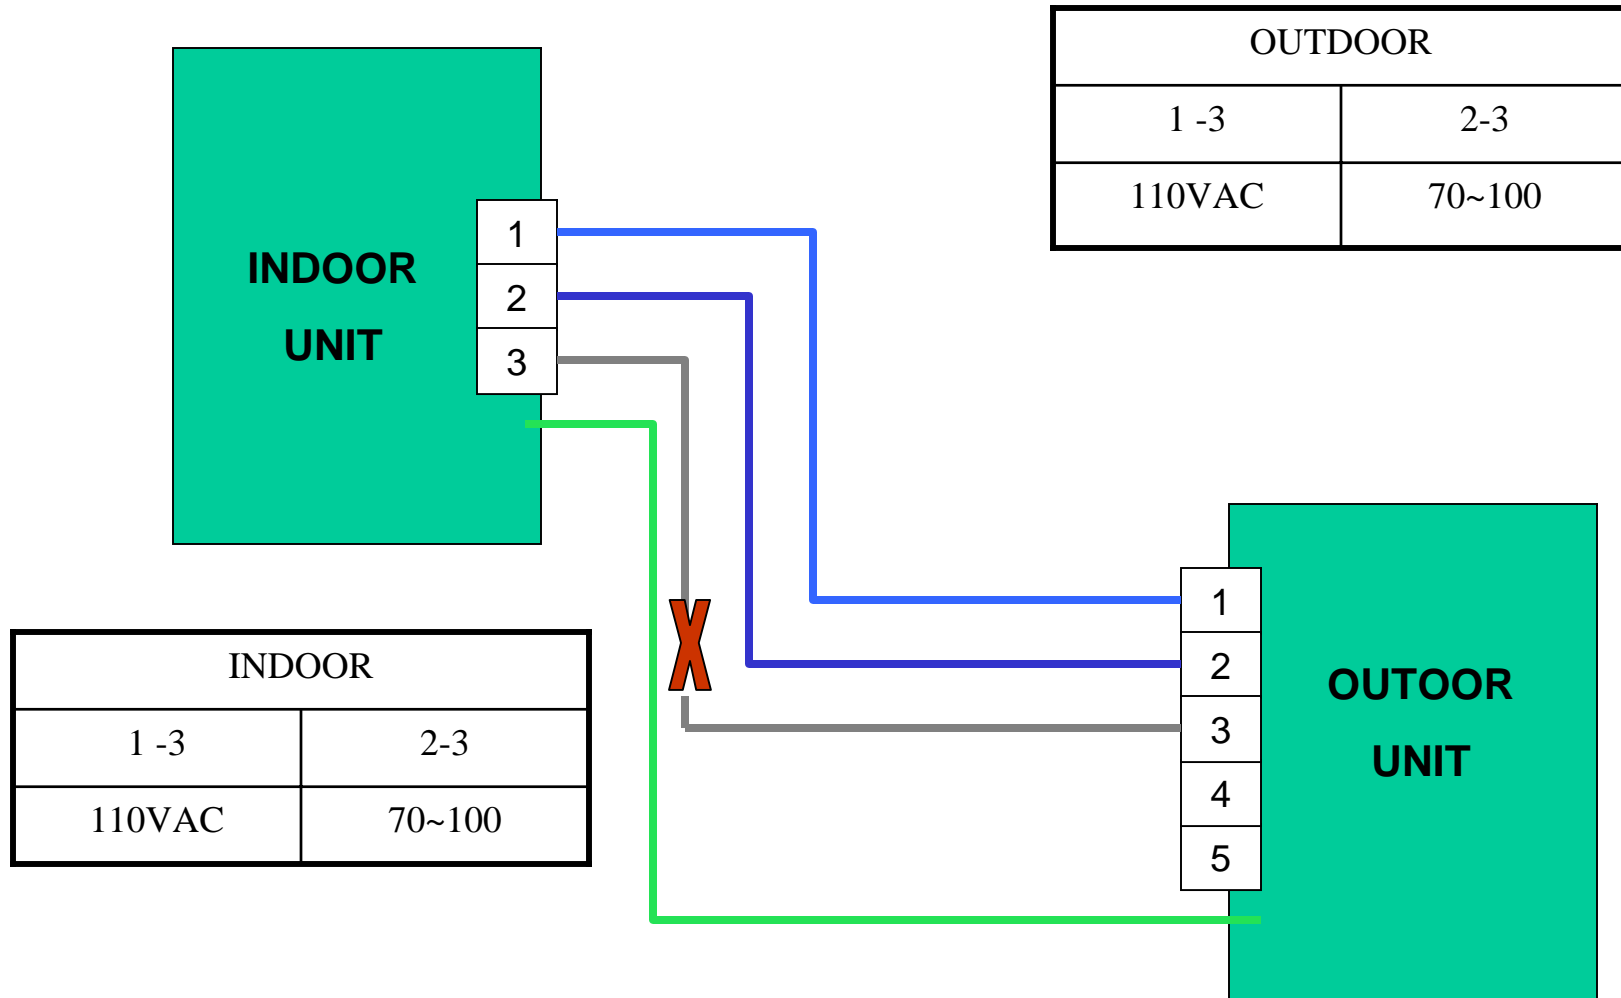 OUTDOOR
1 -3 2-3
110VAC 70~100
INDOOR
UNIT
1
2
3
INDOOR
1 -3 2-3
110VAC 70~100
X
1
2
3
4
5
OUTOOR
UNIT